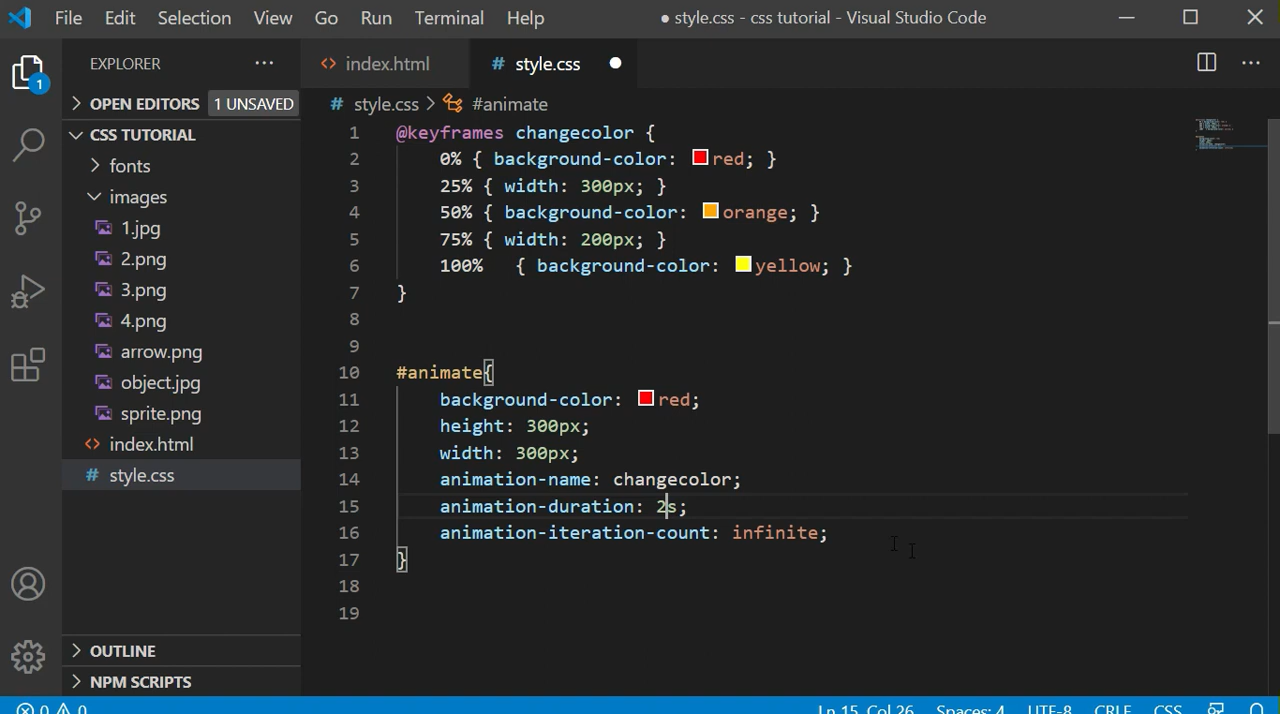 File Edit Selection View Go Run Terminal Help ● style.css - css tutorial - Visual Studio Code
EXPLORER ···
index.html
style.css
1
OPEN EDITORS 1 UNSAVED
style.css > #animate
CSS TUTORIAL
fonts
images
1.jpg
2.png
3.png
4.png
arrow.png
object.jpg
sprite.png
index.html
style.css
OUTLINE
NPM SCRIPTS
1 @keyframes changecolor {
2 0% { background-color: red; }
3 25% { width: 300px; }
4 50% { background-color: orange; }
5 75% { width: 200px; }
6 100%   { background-color: yellow; }
7 }
8
9
10 #animate{
11 background-color: red;
12 height: 300px;
13 width: 300px;
14 animation-name: changecolor;
15 animation-duration: 2s;
16 animation-iteration-count: infinite;
17 }
18
19
0 0 Ln 15, Col 26 Spaces: 4 UTF-8 CRLF CSS